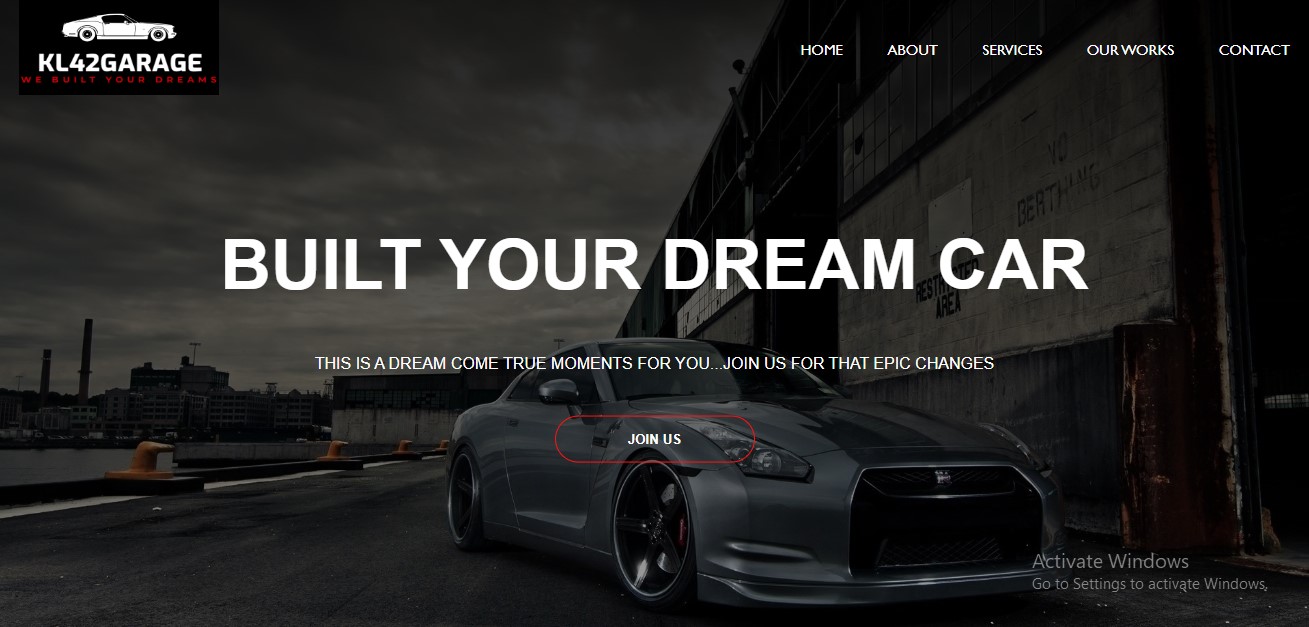 KL42GARAGE
WE BUILT YOUR DREAMS
HOME ABOUT SERVICES OUR WORKS CONTACT
NO
BERTHING
BUILT YOUR DREAM CAR
RESTRICTED
AREA
THIS IS A DREAM COME TRUE MOMENTS FOR YOU...JOIN US FOR THAT EPIC CHANGES
JOIN US
Activate Windows
Go to Settings to activate Windows.